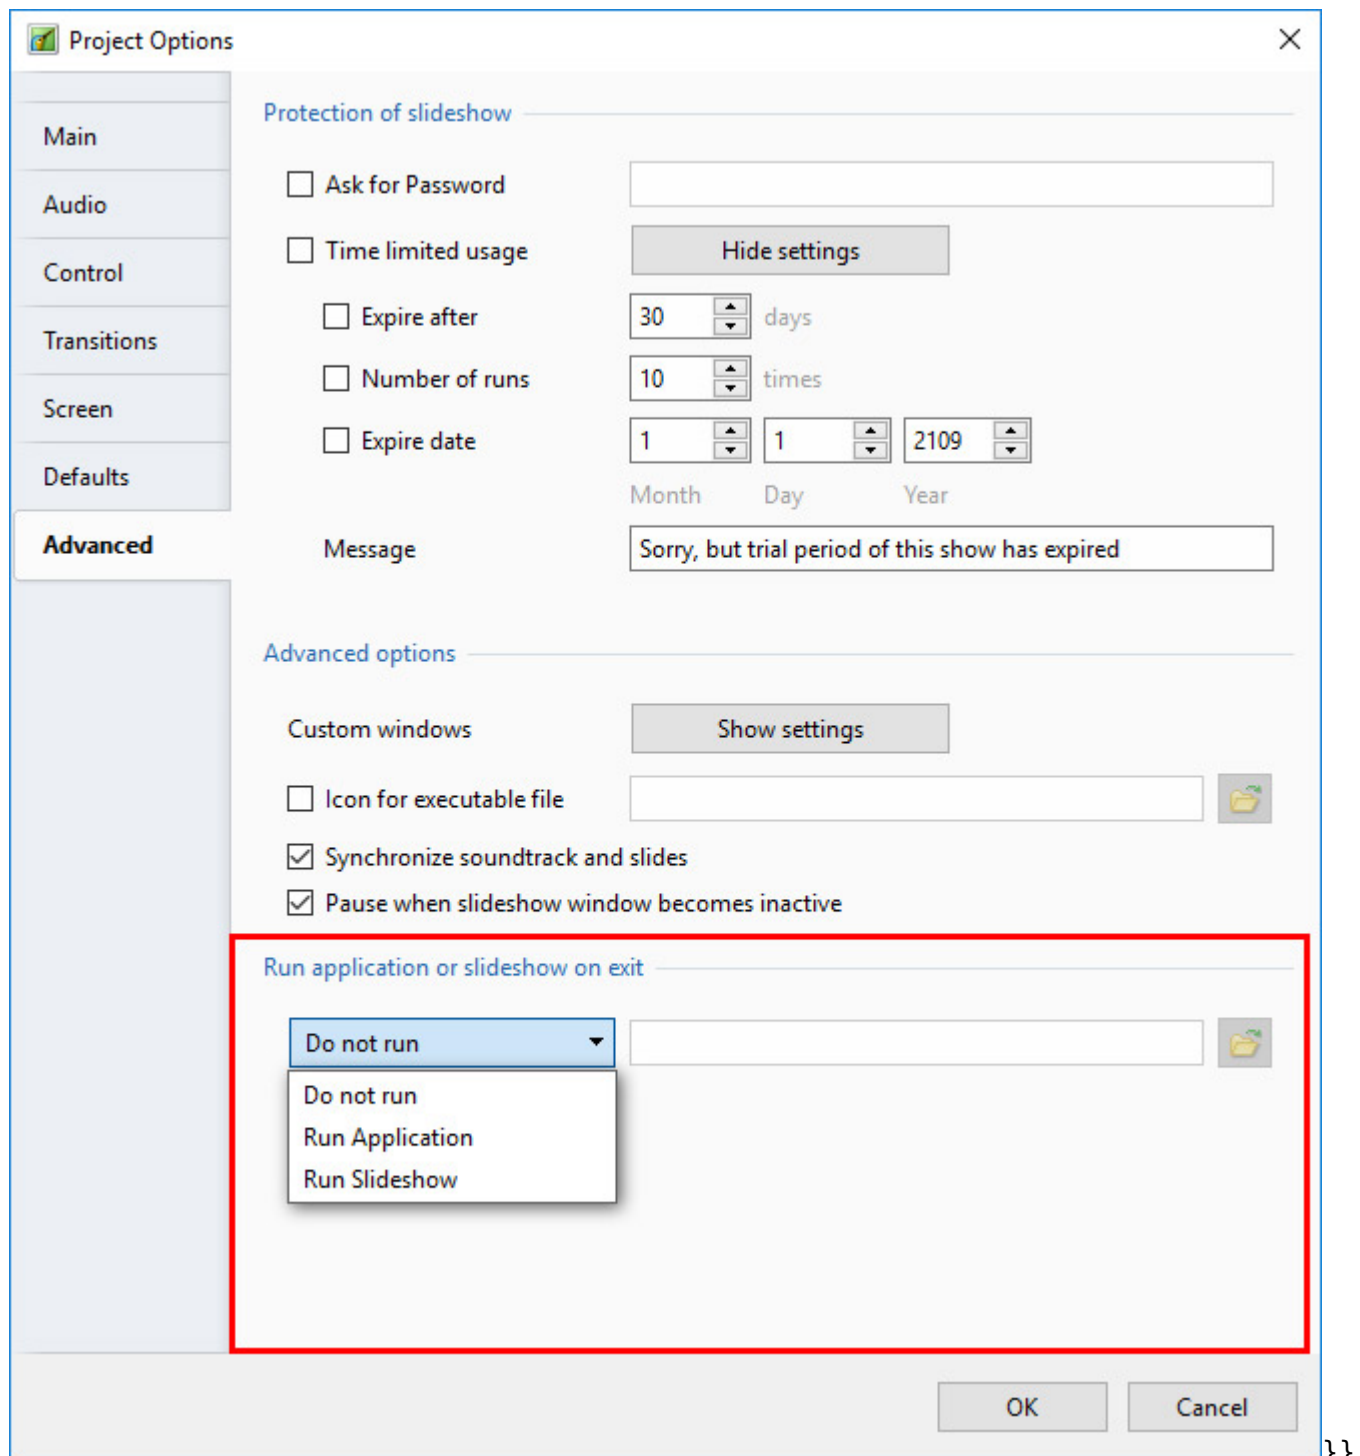 Project Options
Main
Audio
Control
Transitions
Screen
Defaults
Advanced
Protection of slideshow
Ask for Password
Time limited usage Hide settings
Expire after 30 days
Number of runs 10 times
Expire date 1 1 2109
Month Day Year
Message Sorry, but trial period of this show has expired
Advanced options
Custom windows Show settings
Icon for executable file
Synchronize soundtrack and slides
Pause when slideshow window becomes inactive
Run application or slideshow on exit
Do not run
Do not run
Run Application
Run Slideshow
OK Cancel
}}